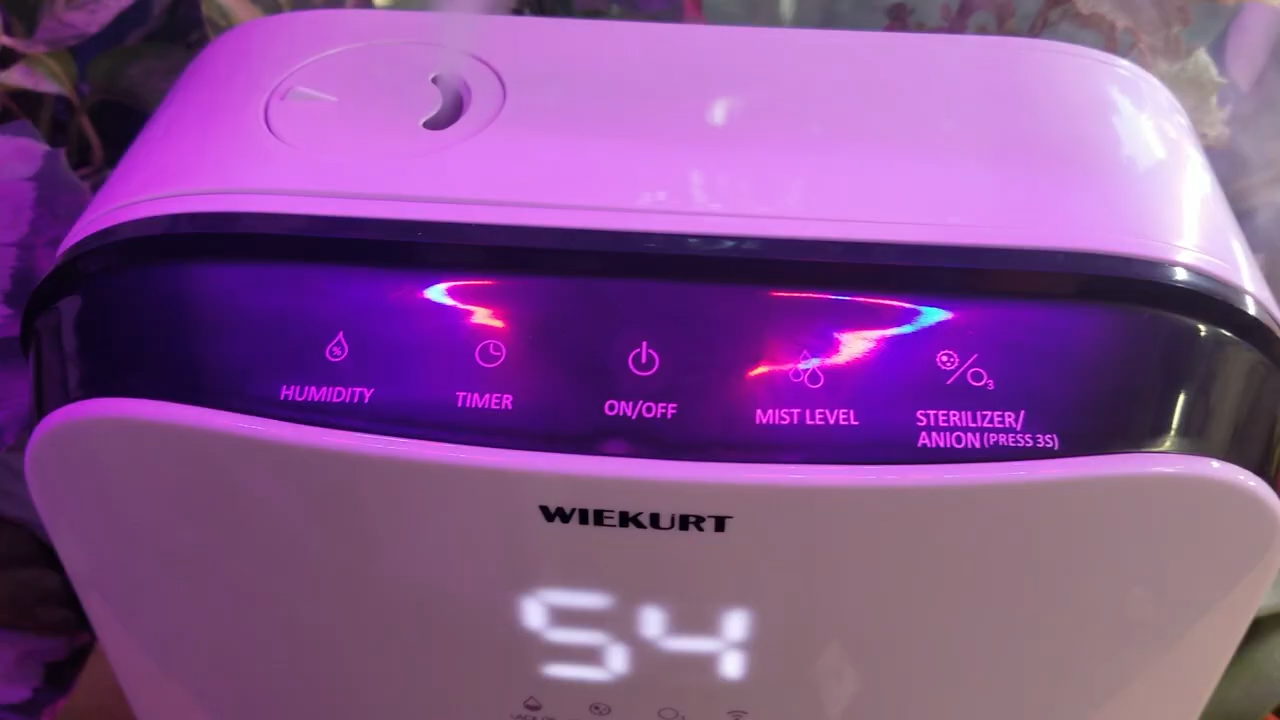 HUMIDITY
TIMER
ON/OFF
MIST LEVEL
STERILIZER/
ANION (PRESS 3S)
WIEKURT
54